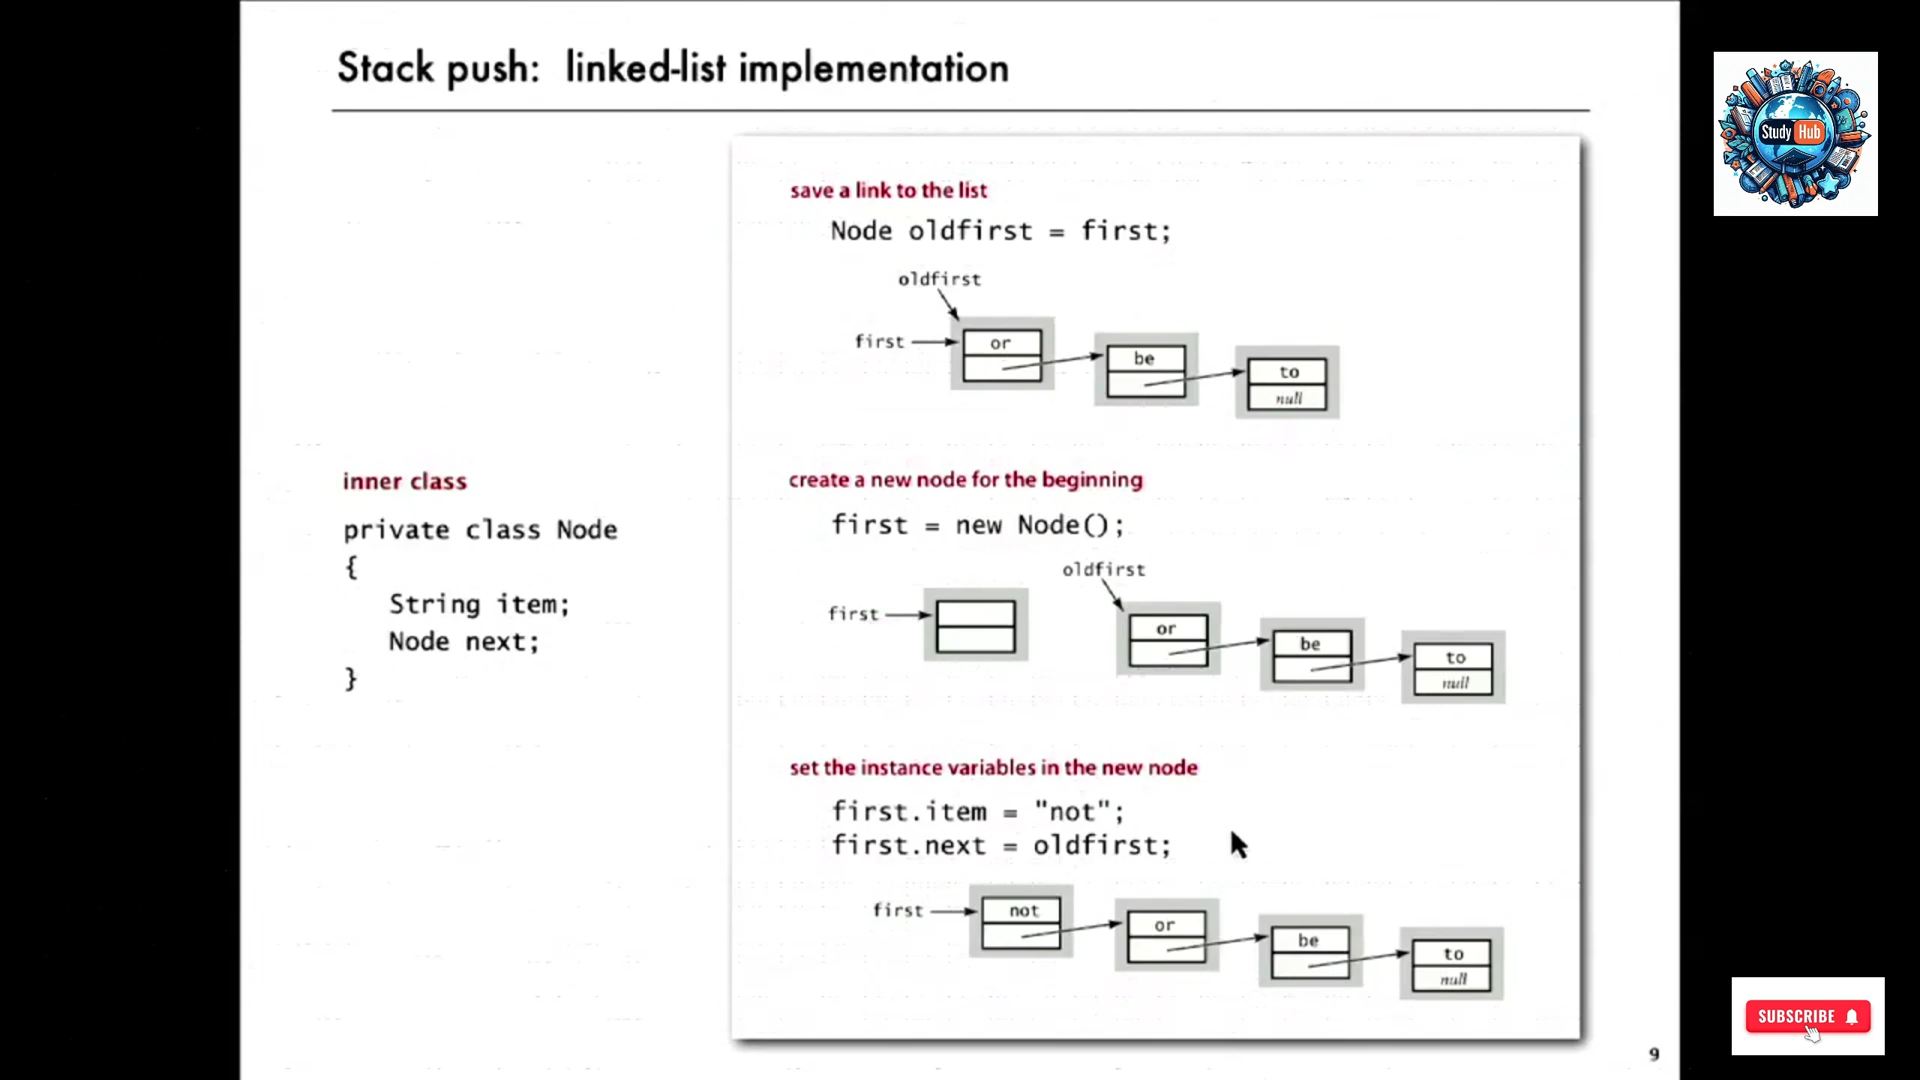 Stack push: linked-list implementation
Study Hub
save a link to the list
Node oldfirst = first;
oldfirst
first
or
be
to
null
inner class
private class Node
{
String item;
Node next;
}
create a new node for the beginning
first = new Node();
oldfirst
first
or
be
to
null
set the instance variables in the new node
first.item = "not";
first.next = oldfirst;
first
not
or
be
to
null
SUBSCRIBE
9